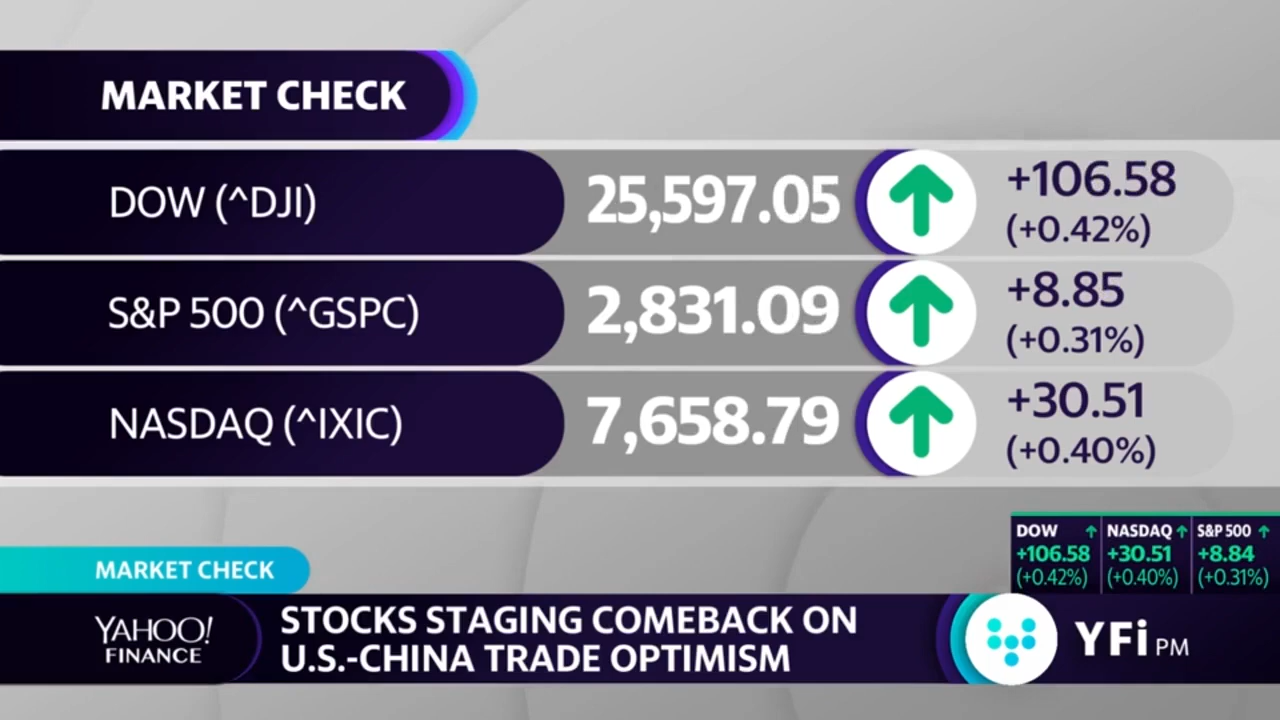 MARKET CHECK
DOW (^DJI) 25,597.05 +106.58
(+0.42%)
S&P 500 (^GSPC) 2,831.09 +8.85
(+0.31%)
NASDAQ (^IXIC) 7,658.79 +30.51
(+0.40%)
DOW NASDAQ S&P 500
+106.58 +30.51 +8.84
(+0.42%) (+0.40%) (+0.31%)
MARKET CHECK
YAHOO!
FINANCE
STOCKS STAGING COMEBACK ON
U.S.-CHINA TRADE OPTIMISM
YFi PM